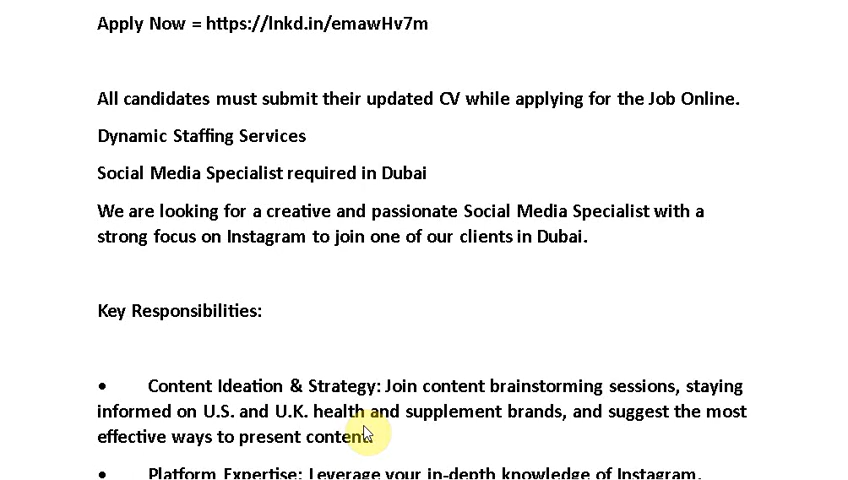 Apply Now = https://lnkd.in/emawHv7m
All candidates must submit their updated CV while applying for the Job Online.
Dynamic Staffing Services
Social Media Specialist required in Dubai
We are looking for a creative and passionate Social Media Specialist with a
strong focus on Instagram to join one of our clients in Dubai.
Key Responsibilities:
• Content Ideation & Strategy: Join content brainstorming sessions, staying
informed on U.S. and U.K. health and supplement brands, and suggest the most
effective ways to present content.
• Platform Expertise: Leverage your in-depth knowledge of Instagram,